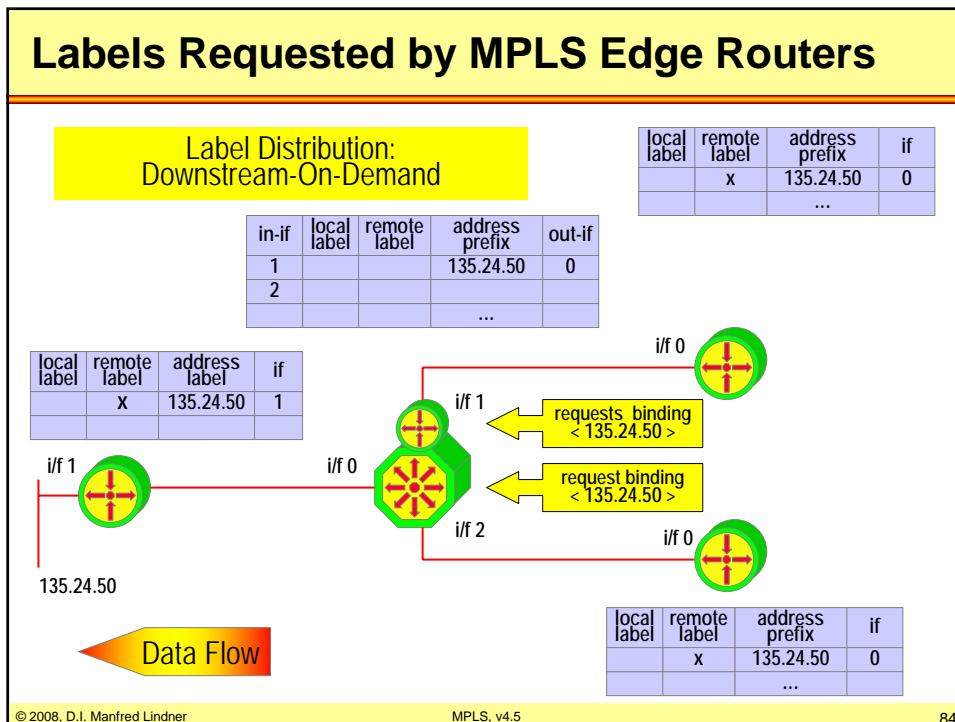 Labels Requested by MPLS Edge Routers
Label Distribution:
Downstream-On-Demand
local label remote label address prefix if
x 135.24.50 0
...
in-if local label remote label address prefix out-if
1 135.24.50 0
2
...
local label remote label address label if
x 135.24.50 1
i/f 0
i/f 1
requests binding
< 135.24.50 >
i/f 1
i/f 0
request binding
< 135.24.50 >
i/f 2
i/f 0
135.24.50
local label remote label address prefix if
x 135.24.50 0
...
Data Flow
© 2008, D.I. Manfred Lindner
MPLS, v4.5
84